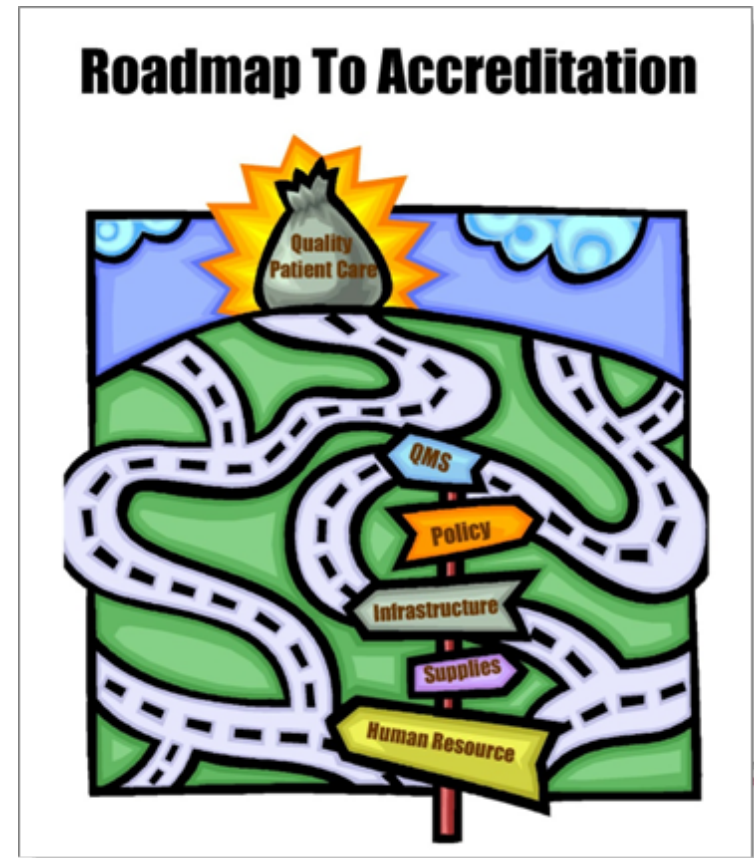 Roadmap To Accreditation
Quality
Patient Care
QMS
Policy
Infrastructure
Supplies
Human Resource